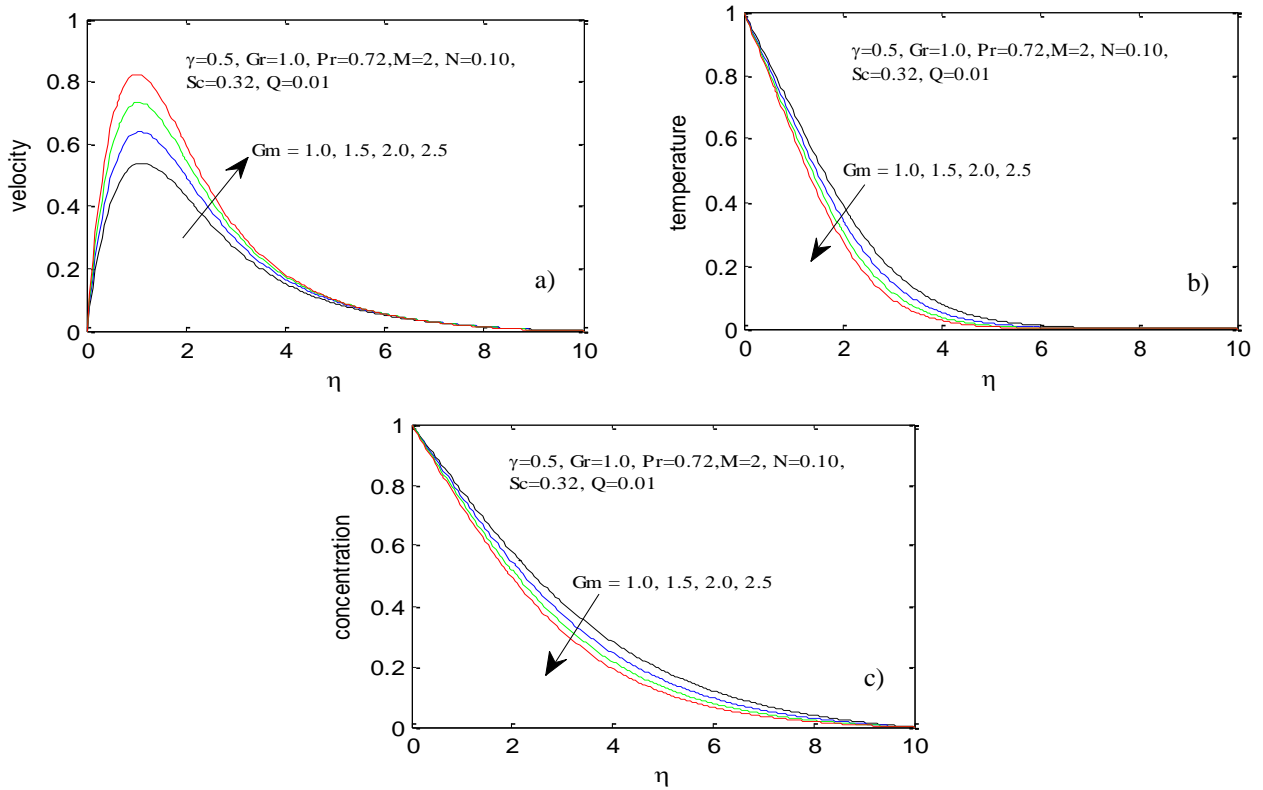 1
0.8
0.6
0.4
0.2
0
0
2
4
6
8
10
velocity
η
γ=0.5, Gr=1.0, Pr=0.72,M=2, N=0.10,
Sc=0.32, Q=0.01
Gm = 1.0, 1.5, 2.0, 2.5
a)
1
0.8
0.6
0.4
0.2
0
0
2
4
6
8
10
temperature
η
γ=0.5, Gr=1.0, Pr=0.72,M=2, N=0.10,
Sc=0.32, Q=0.01
Gm = 1.0, 1.5, 2.0, 2.5
b)
1
0.8
0.6
0.4
0.2
0
0
2
4
6
8
10
concentration
η
γ=0.5, Gr=1.0, Pr=0.72,M=2, N=0.10,
Sc=0.32, Q=0.01
Gm = 1.0, 1.5, 2.0, 2.5
c)